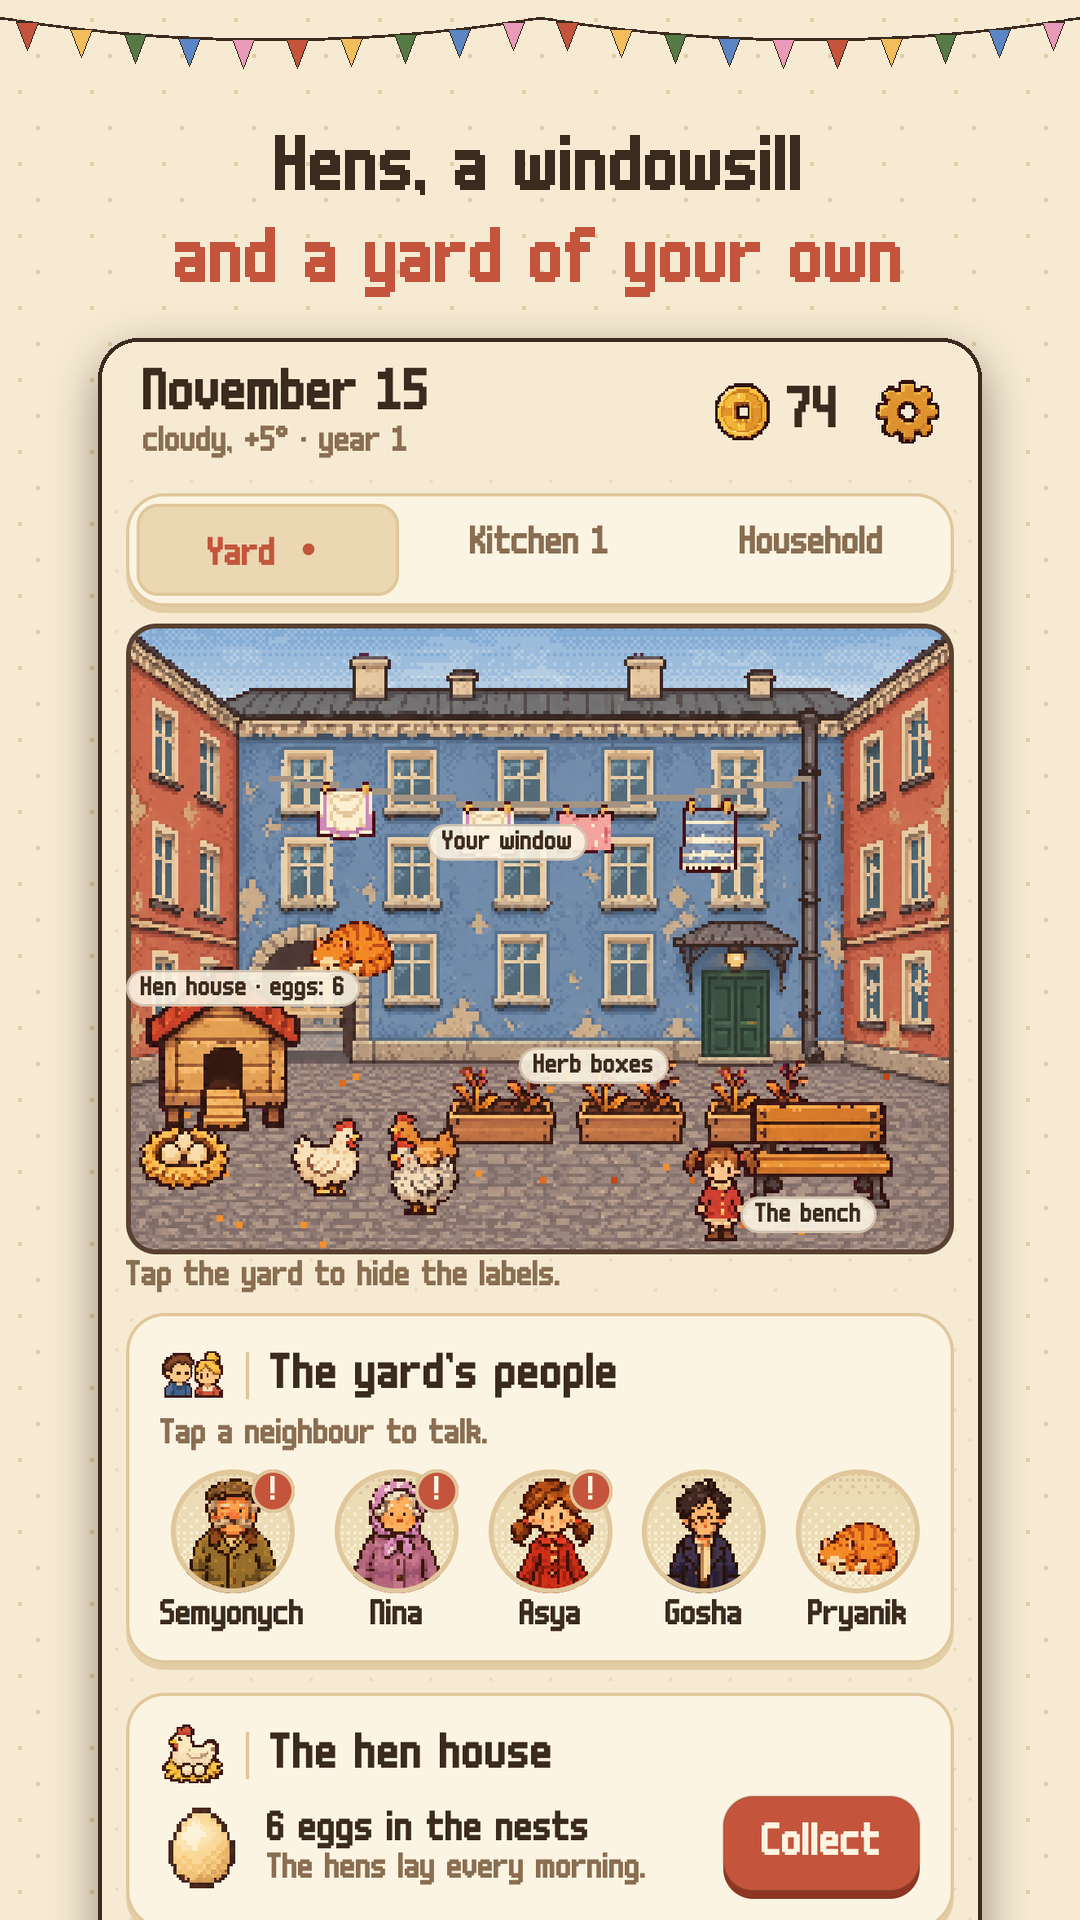 Hens, a windowsill
and a yard of your own
November 15
74
cloudy, +5° · year 1
Yard •
Kitchen 1
Household
Your window
Hen house · eggs: 6
Herb boxes
The bench
Tap the yard to hide the labels.
The yard's people
Tap a neighbour to talk.
! ! !
Semyonych Nina Asya Gosha Pryanik
The hen house
6 eggs in the nests
The hens lay every morning.
Collect